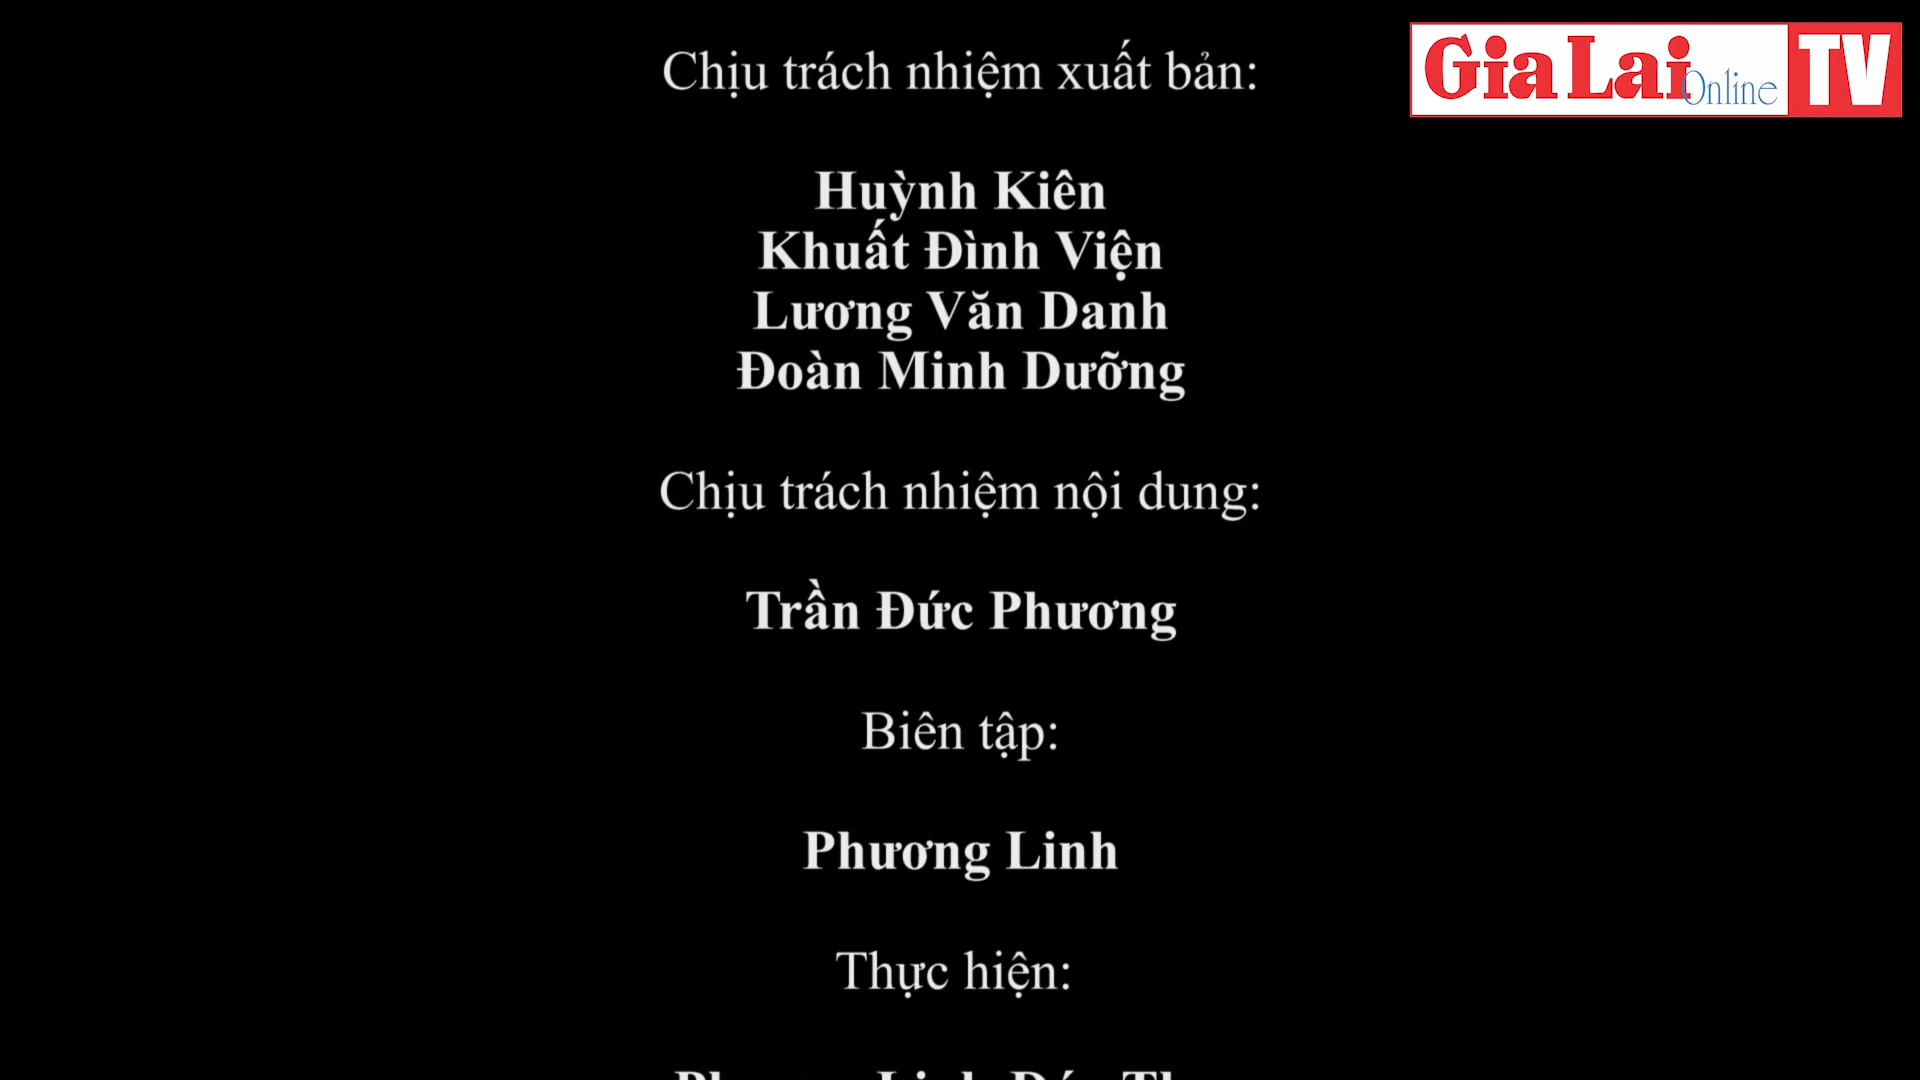 Chịu trách nhiệm xuất bản:
Gia Lai Online TV
Huỳnh Kiên
Khuất Đình Viện
Lương Văn Danh
Đoàn Minh Dưỡng
Chịu trách nhiệm nội dung:
Trần Đức Phương
Biên tập:
Phương Linh
Thực hiện: